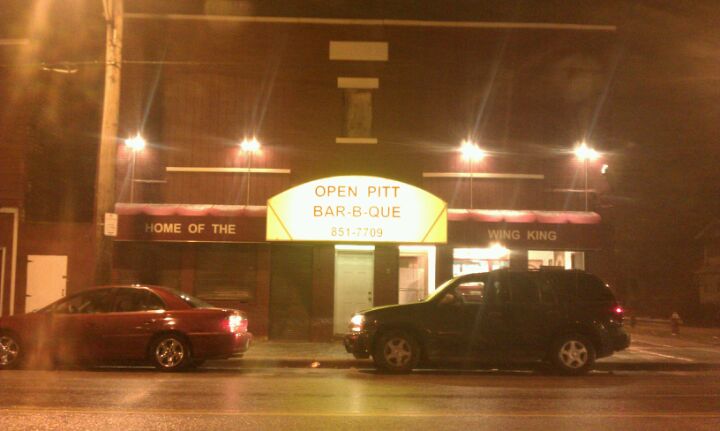 OPEN PITT
BAR-B-QUE
851-7709
HOME OF THE
WING KING